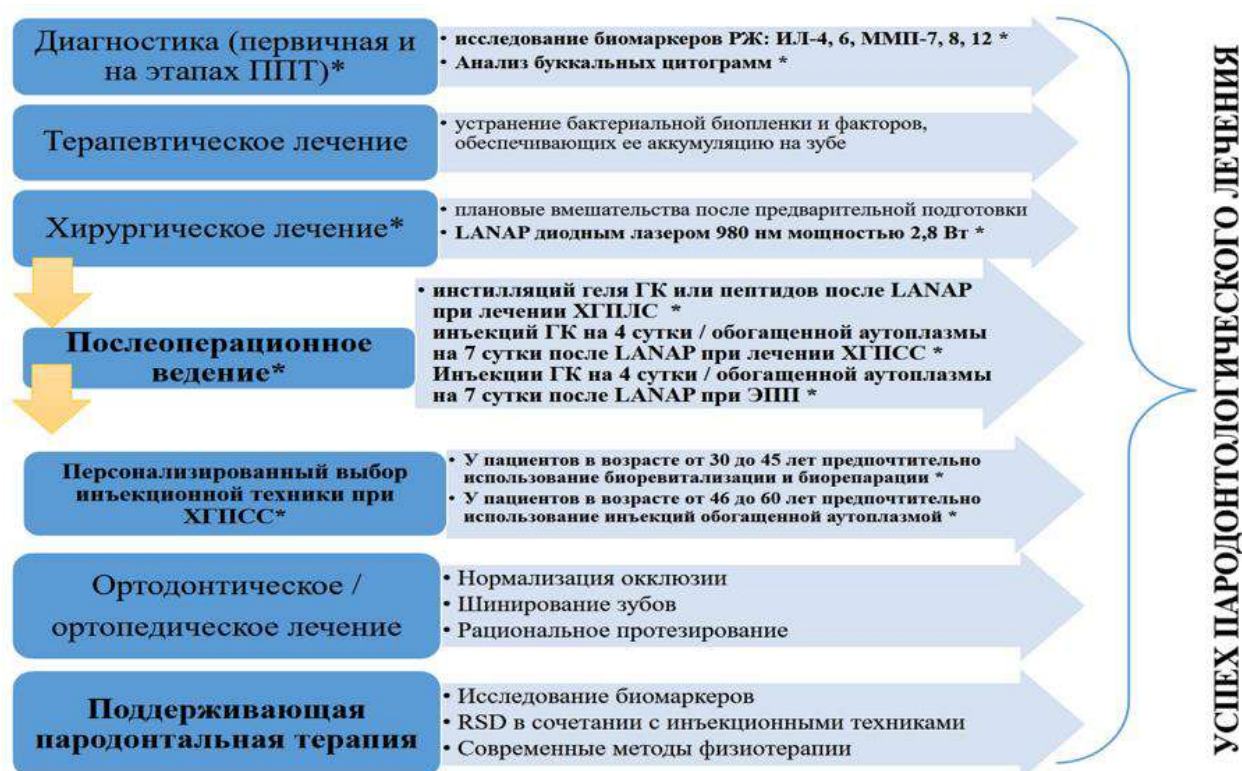 Диагностика (первичная и
на этапах ППТ)*
• исследование биомаркеров РЖ: ИЛ-4, 6, ММП-7, 8, 12 *
• Анализ буккальных цитограмм *
Терапевтическое лечение
• устранение бактериальной биопленки и факторов,
обеспечивающих ее аккумуляцию на зубе
Хирургическое лечение*
• плановые вмешательства после предварительной подготовки
• LANAP диодным лазером 980 нм мощностью 2,8 Вт *
Послеоперационное
ведение*
• инстилляций геля ГК или пептидов после LANAP
при лечении ХГПЛС *
инъекций ГК на 4 сутки / обогащенной аутоплазмы
на 7 сутки после LANAP при лечении ХГПСС *
Инъекции ГК на 4 сутки / обогащенной аутоплазмы
на 7 сутки после LANAP при ЭПП *
Персонализированный выбор
инъекционной техники при
ХГПСС*
• У пациентов в возрасте от 30 до 45 лет предпочтительно
использование биоревитализации и биорепарации *
• У пациентов в возрасте от 46 до 60 лет предпочтительно
использование инъекций обогащенной аутоплазмой *
Ортодонтическое /
ортопедическое лечение
• Нормализация окклюзии
• Шинирование зубов
• Рациональное протезирование
Поддерживающая
пародонтальная терапия
• Исследование биомаркеров
• RSD в сочетании с инъекционными техниками
• Современные методы физиотерапии
УСПЕХ ПАРОДОНТОЛОГИЧЕСКОГО ЛЕЧЕНИЯ